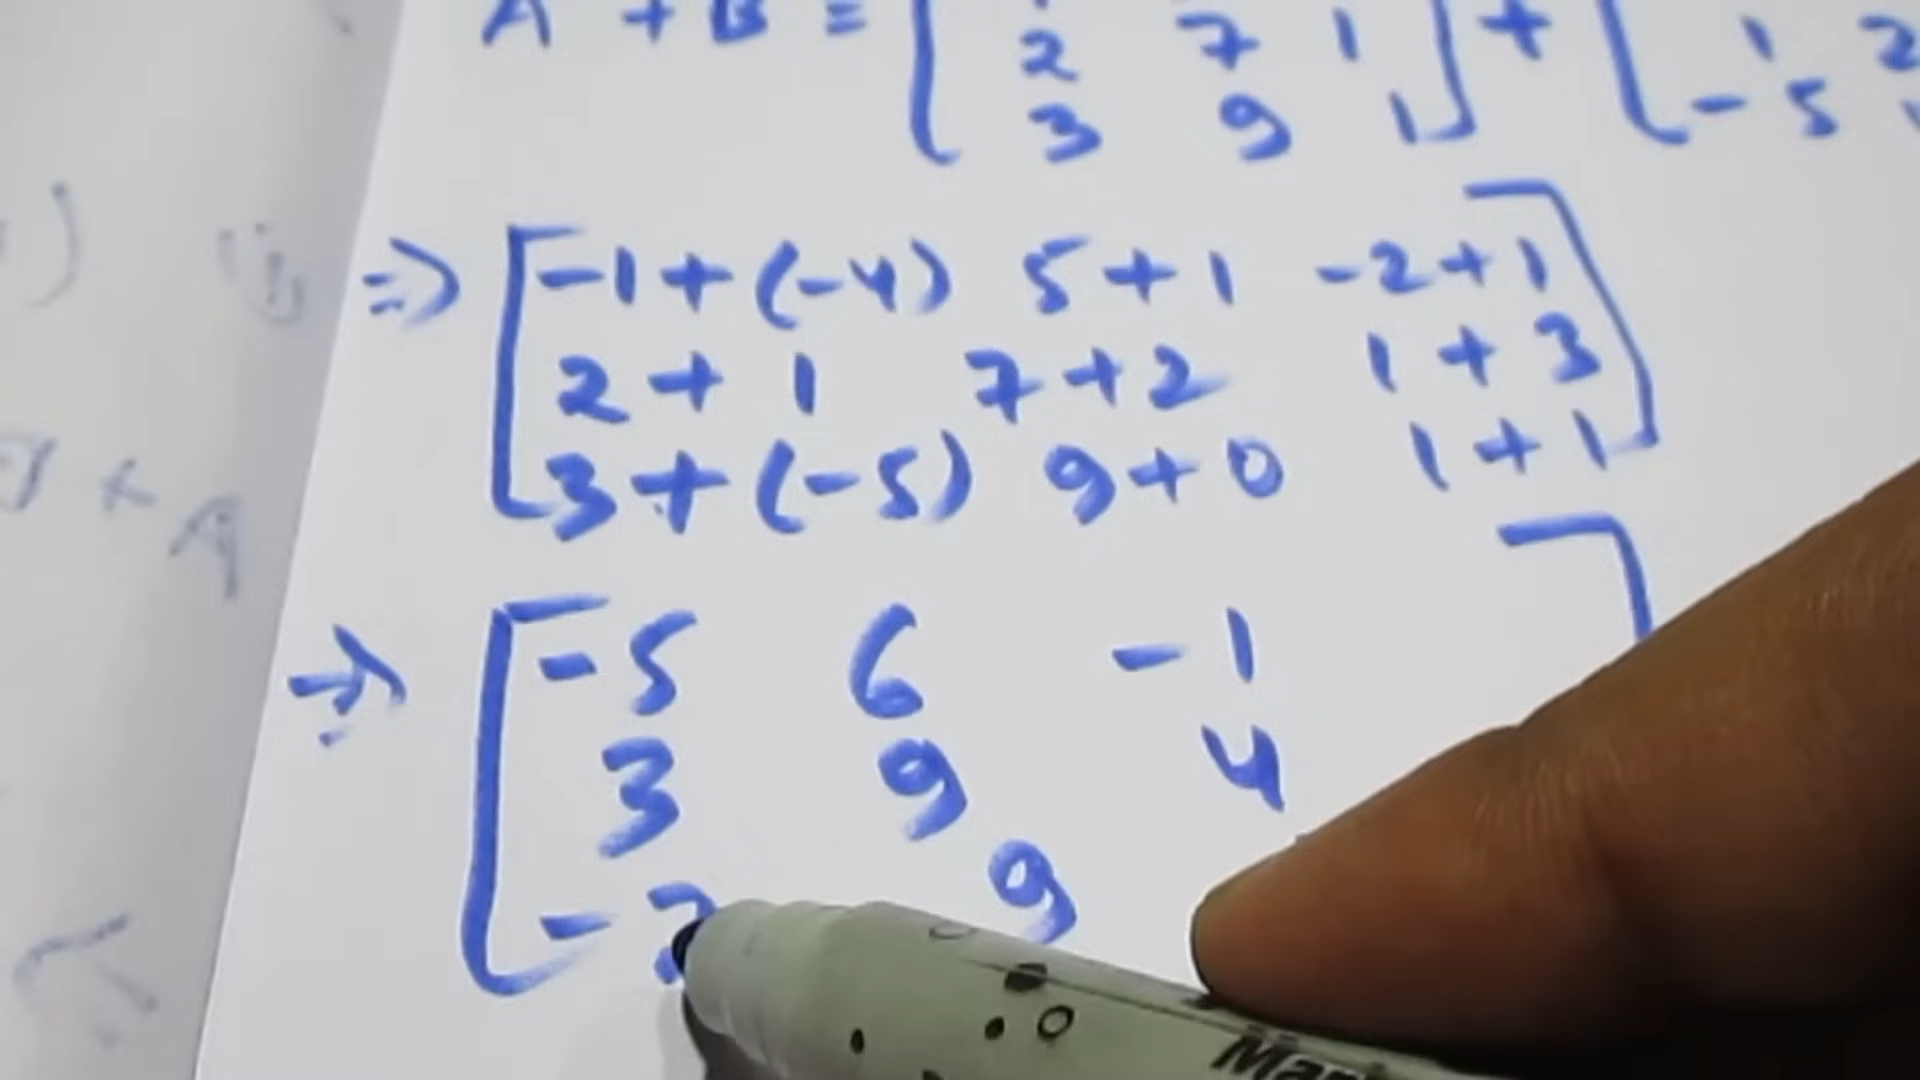 A + B =
2 7 1 + 1 2
3 9 1 - 5
=> -1 + (-4) 5 + 1 -2 + 1
2 + 1 7 + 2 1 + 3
3 + (-5) 9 + 0 1 + 1
=> -5 6 -1
3 9 4
9
Mar